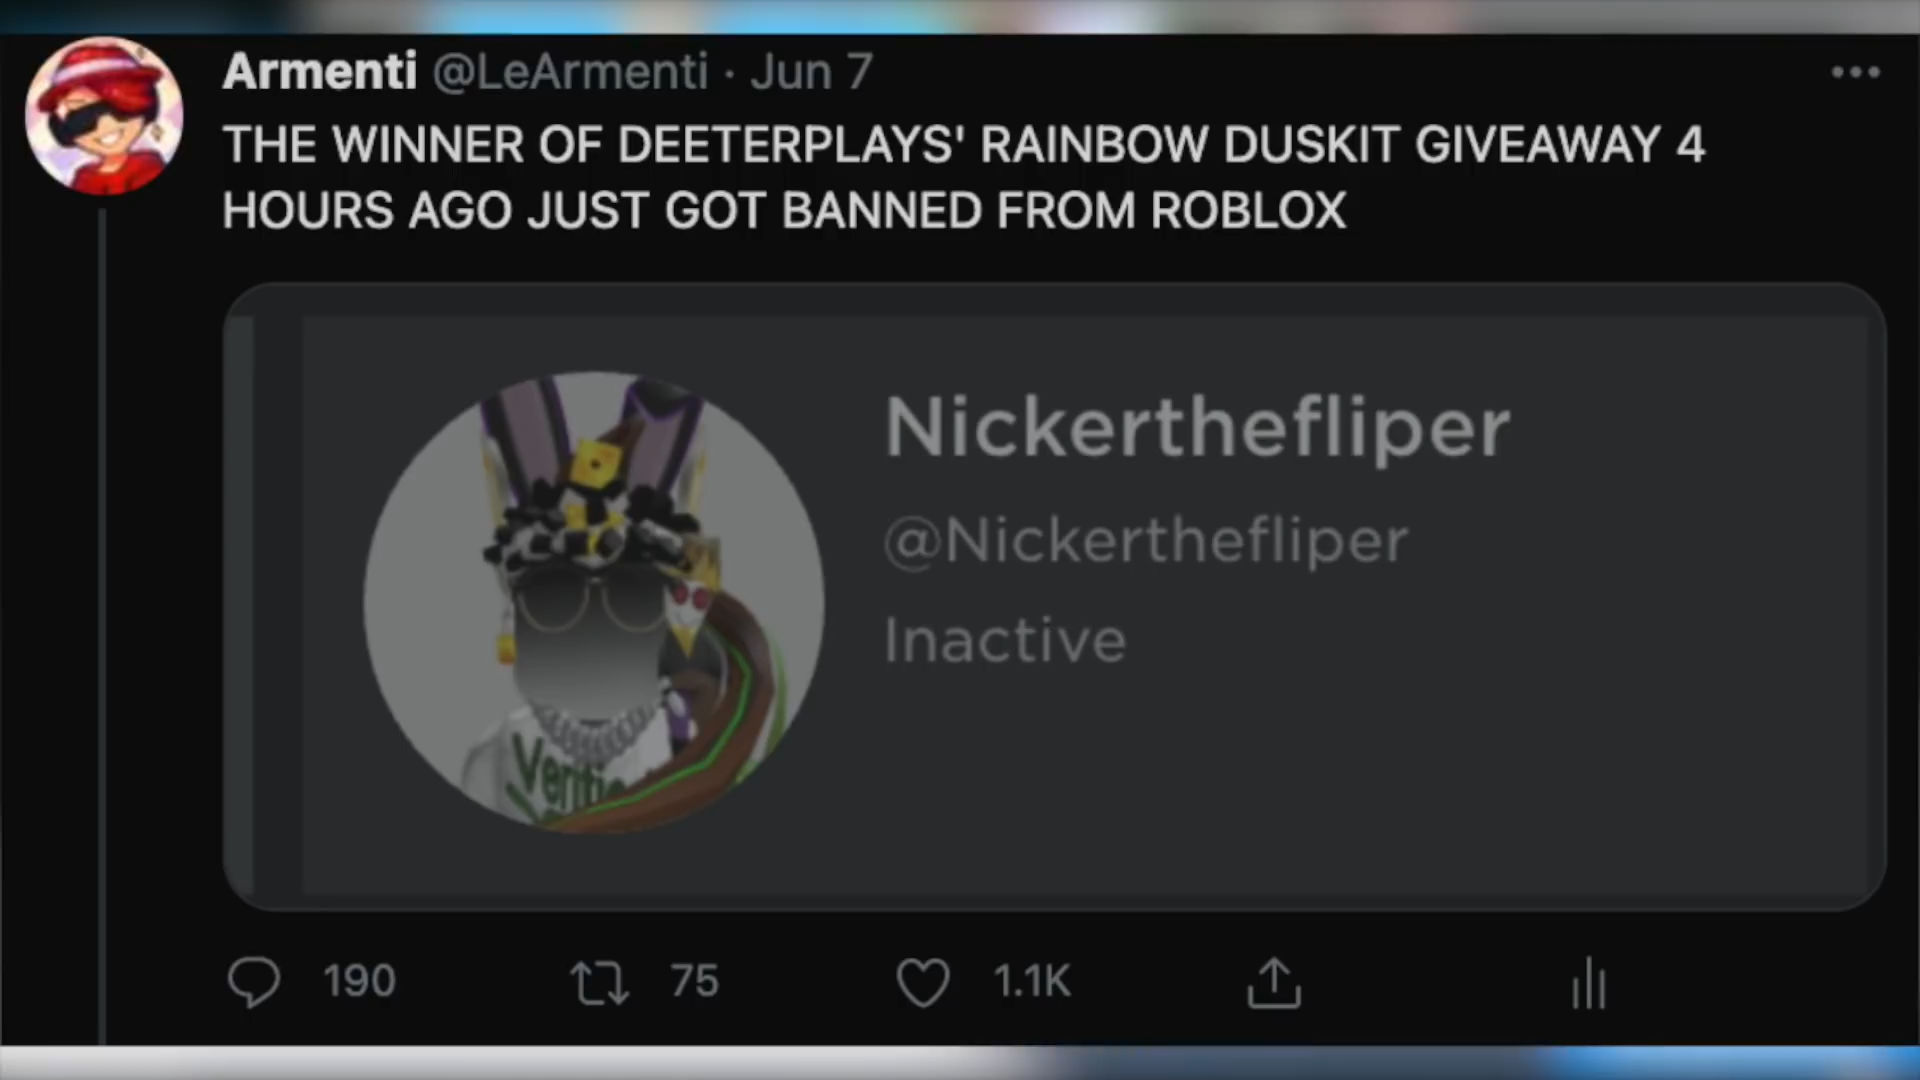 Armenti @LeArmenti · Jun 7
THE WINNER OF DEETERPLAYS' RAINBOW DUSKIT GIVEAWAY 4
HOURS AGO JUST GOT BANNED FROM ROBLOX
Nickerthefliper
@Nickerthefliper
Inactive
190 75 1.1K